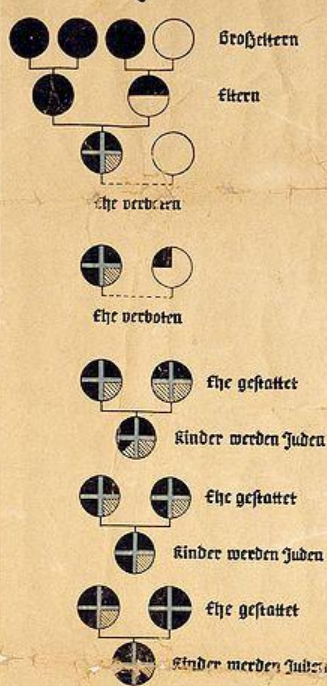 Großeltern
Eltern
Ehe verboten
Ehe verboten
Ehe gestattet
Kinder werden Juden
Ehe gestattet
Kinder werden Juden
Ehe gestattet
Kinder werden Juden